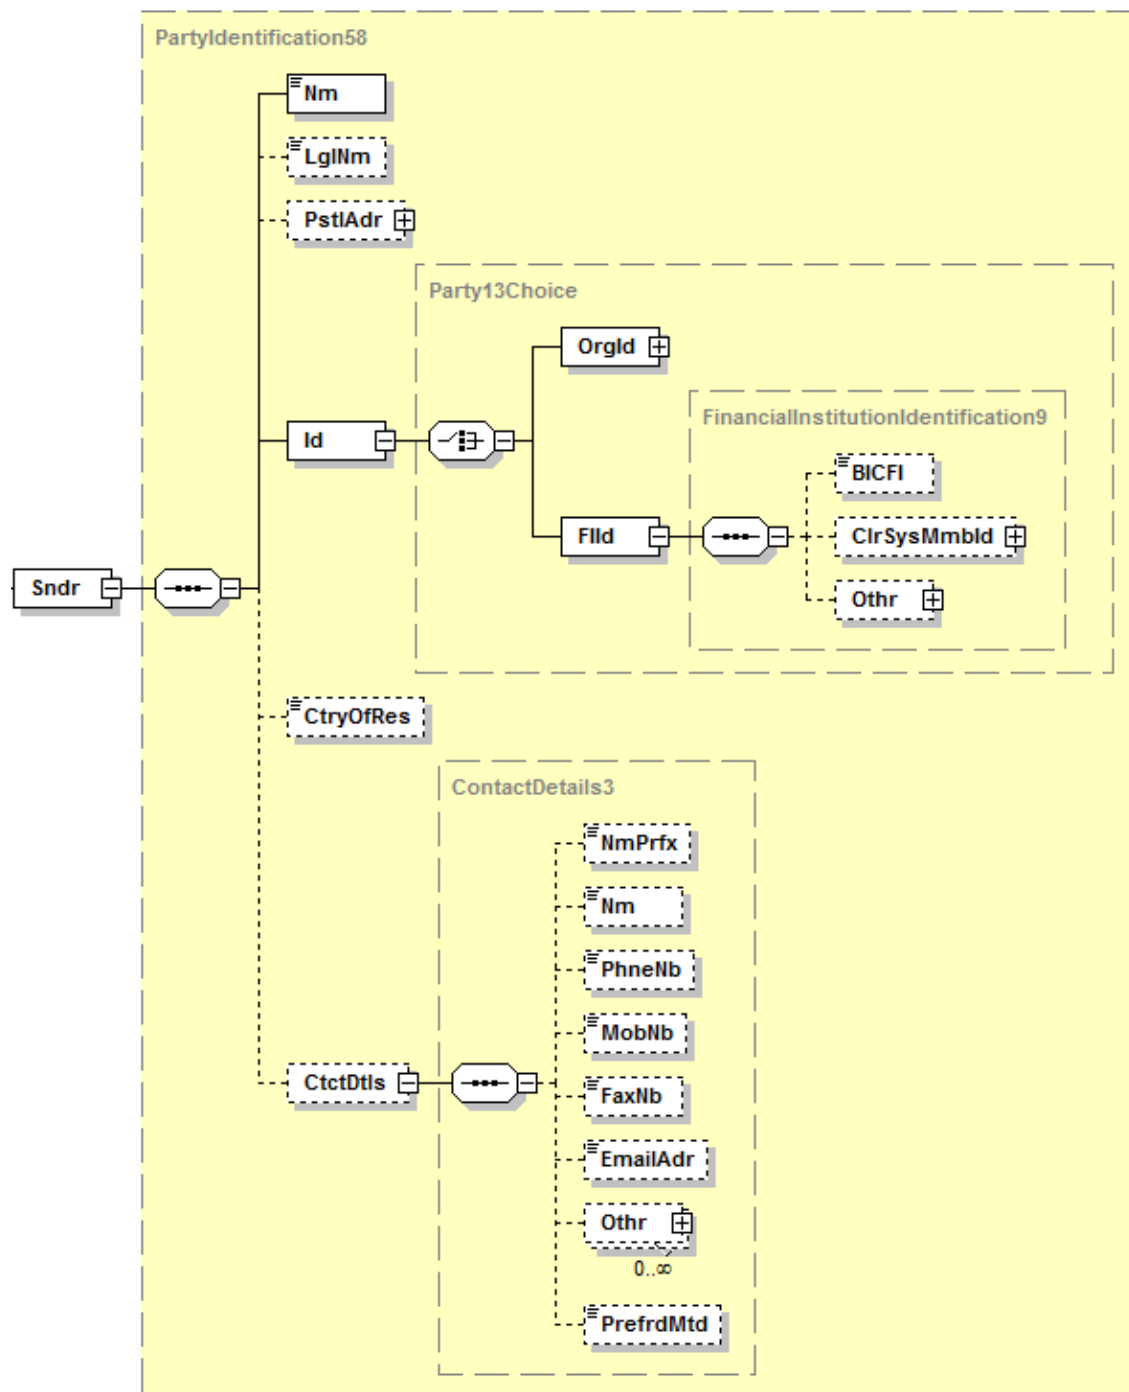 PartyIdentification58
Nm
LglNm
PstlAdr
Party13Choice
OrgId
FinancialInstitutionIdentification9
Id
BICFI
FIId
ClrSysMmbId
Sndr
Othr
CtryOfRes
ContactDetails3
NmPrfx
Nm
PhneNb
MobNb
CtctDtls
FaxNb
EmailAdr
Othr
0..∞
PrefrdMtd